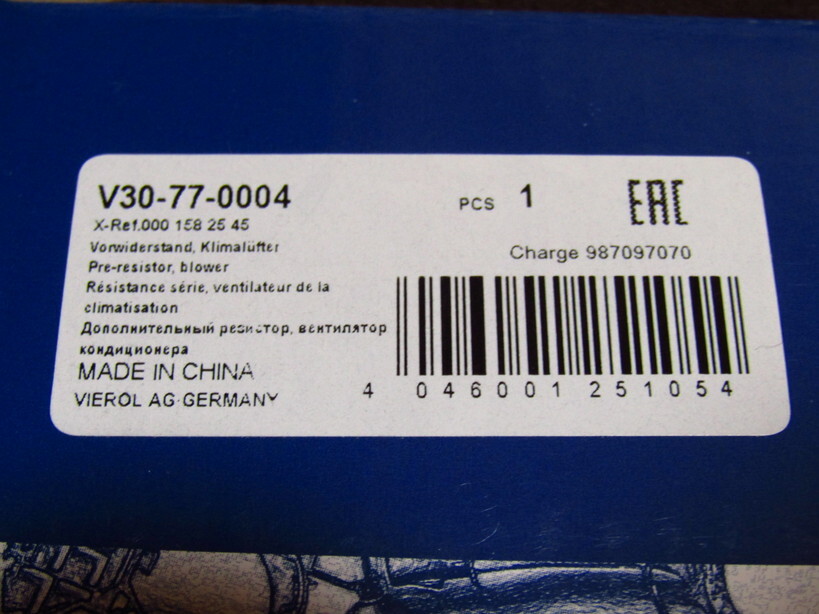 V30-77-0004
PCS 1
EAC
X-Ref.000 158 25 45
Charge 987097070
Vorwiderstand, Klimalüfter
Pre-resistor, blower
Résistance série, ventilateur de la
climatisation
Дополнительный резистор, вентилятор
кондиционера
MADE IN CHINA
VIEROL AG·GERMANY
4 046001 251054